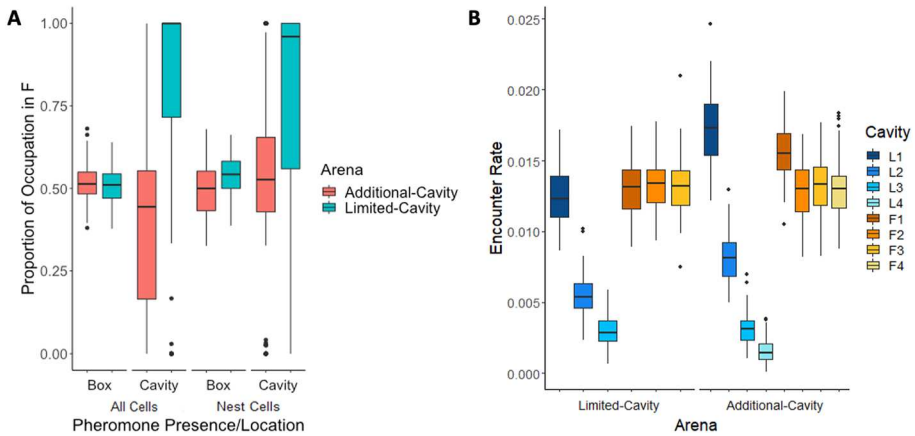 A
Proportion of Occupation in F
1.00
0.75
0.50
0.25
0.00
Box
Cavity
Box
Cavity
All Cells
Nest Cells
Pheromone Presence/Location
Arena
Additional-Cavity
Limited-Cavity
B
Encounter Rate
0.025
0.020
0.015
0.010
0.005
0.000
Limited-Cavity
Additional-Cavity
Arena
Cavity
L1
L2
L3
L4
F1
F2
F3
F4